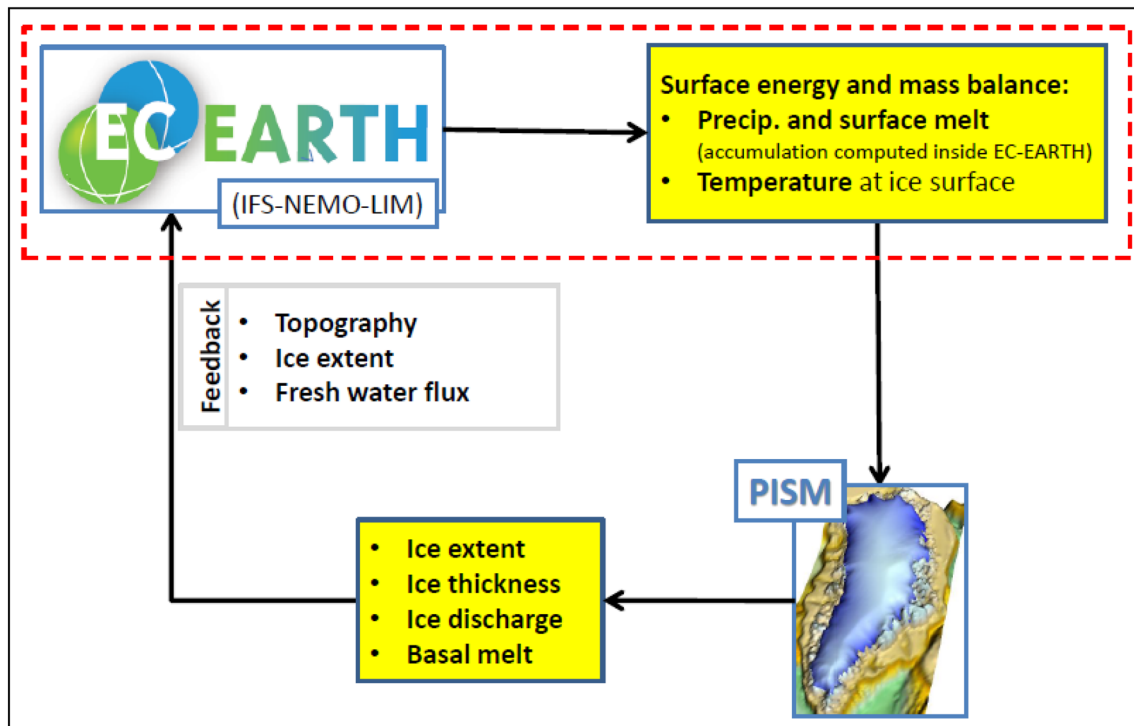 EC EARTH
(IFS-NEMO-LIM)
Surface energy and mass balance:
• Precip. and surface melt
(accumulation computed inside EC-EARTH)
• Temperature at ice surface
Feedback
• Topography
• Ice extent
• Fresh water flux
PISM
• Ice extent
• Ice thickness
• Ice discharge
• Basal melt